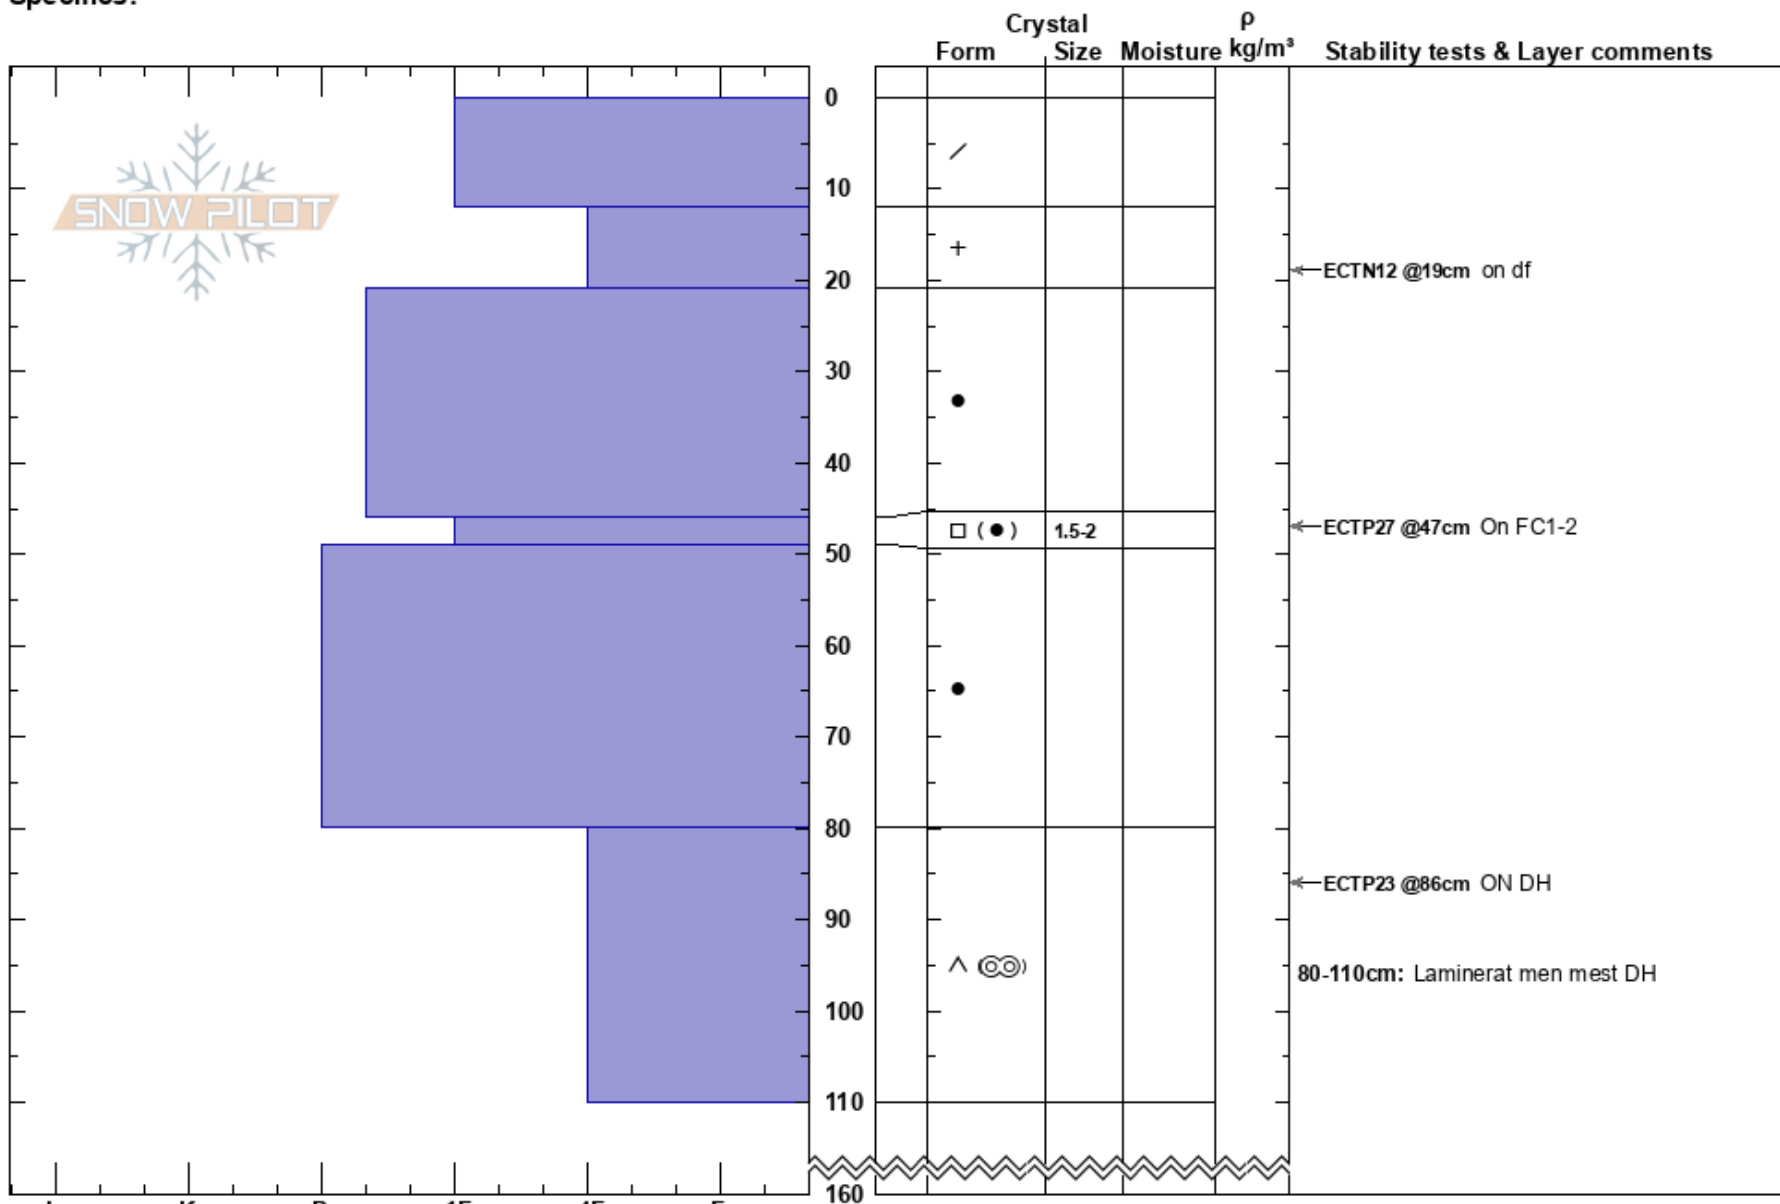 Crystal
ρ
Form Size Moisture kg/m³ Stability tests & Layer comments
0
SNOW PILOT
10
20
ECTN12 @19cm on df
30
40
1.5-2
ECTP27 @47cm On FC1-2
50
60
70
80
ECTP23 @86cm ON DH
90
80-110cm: Laminerat men mest DH
100
110
160